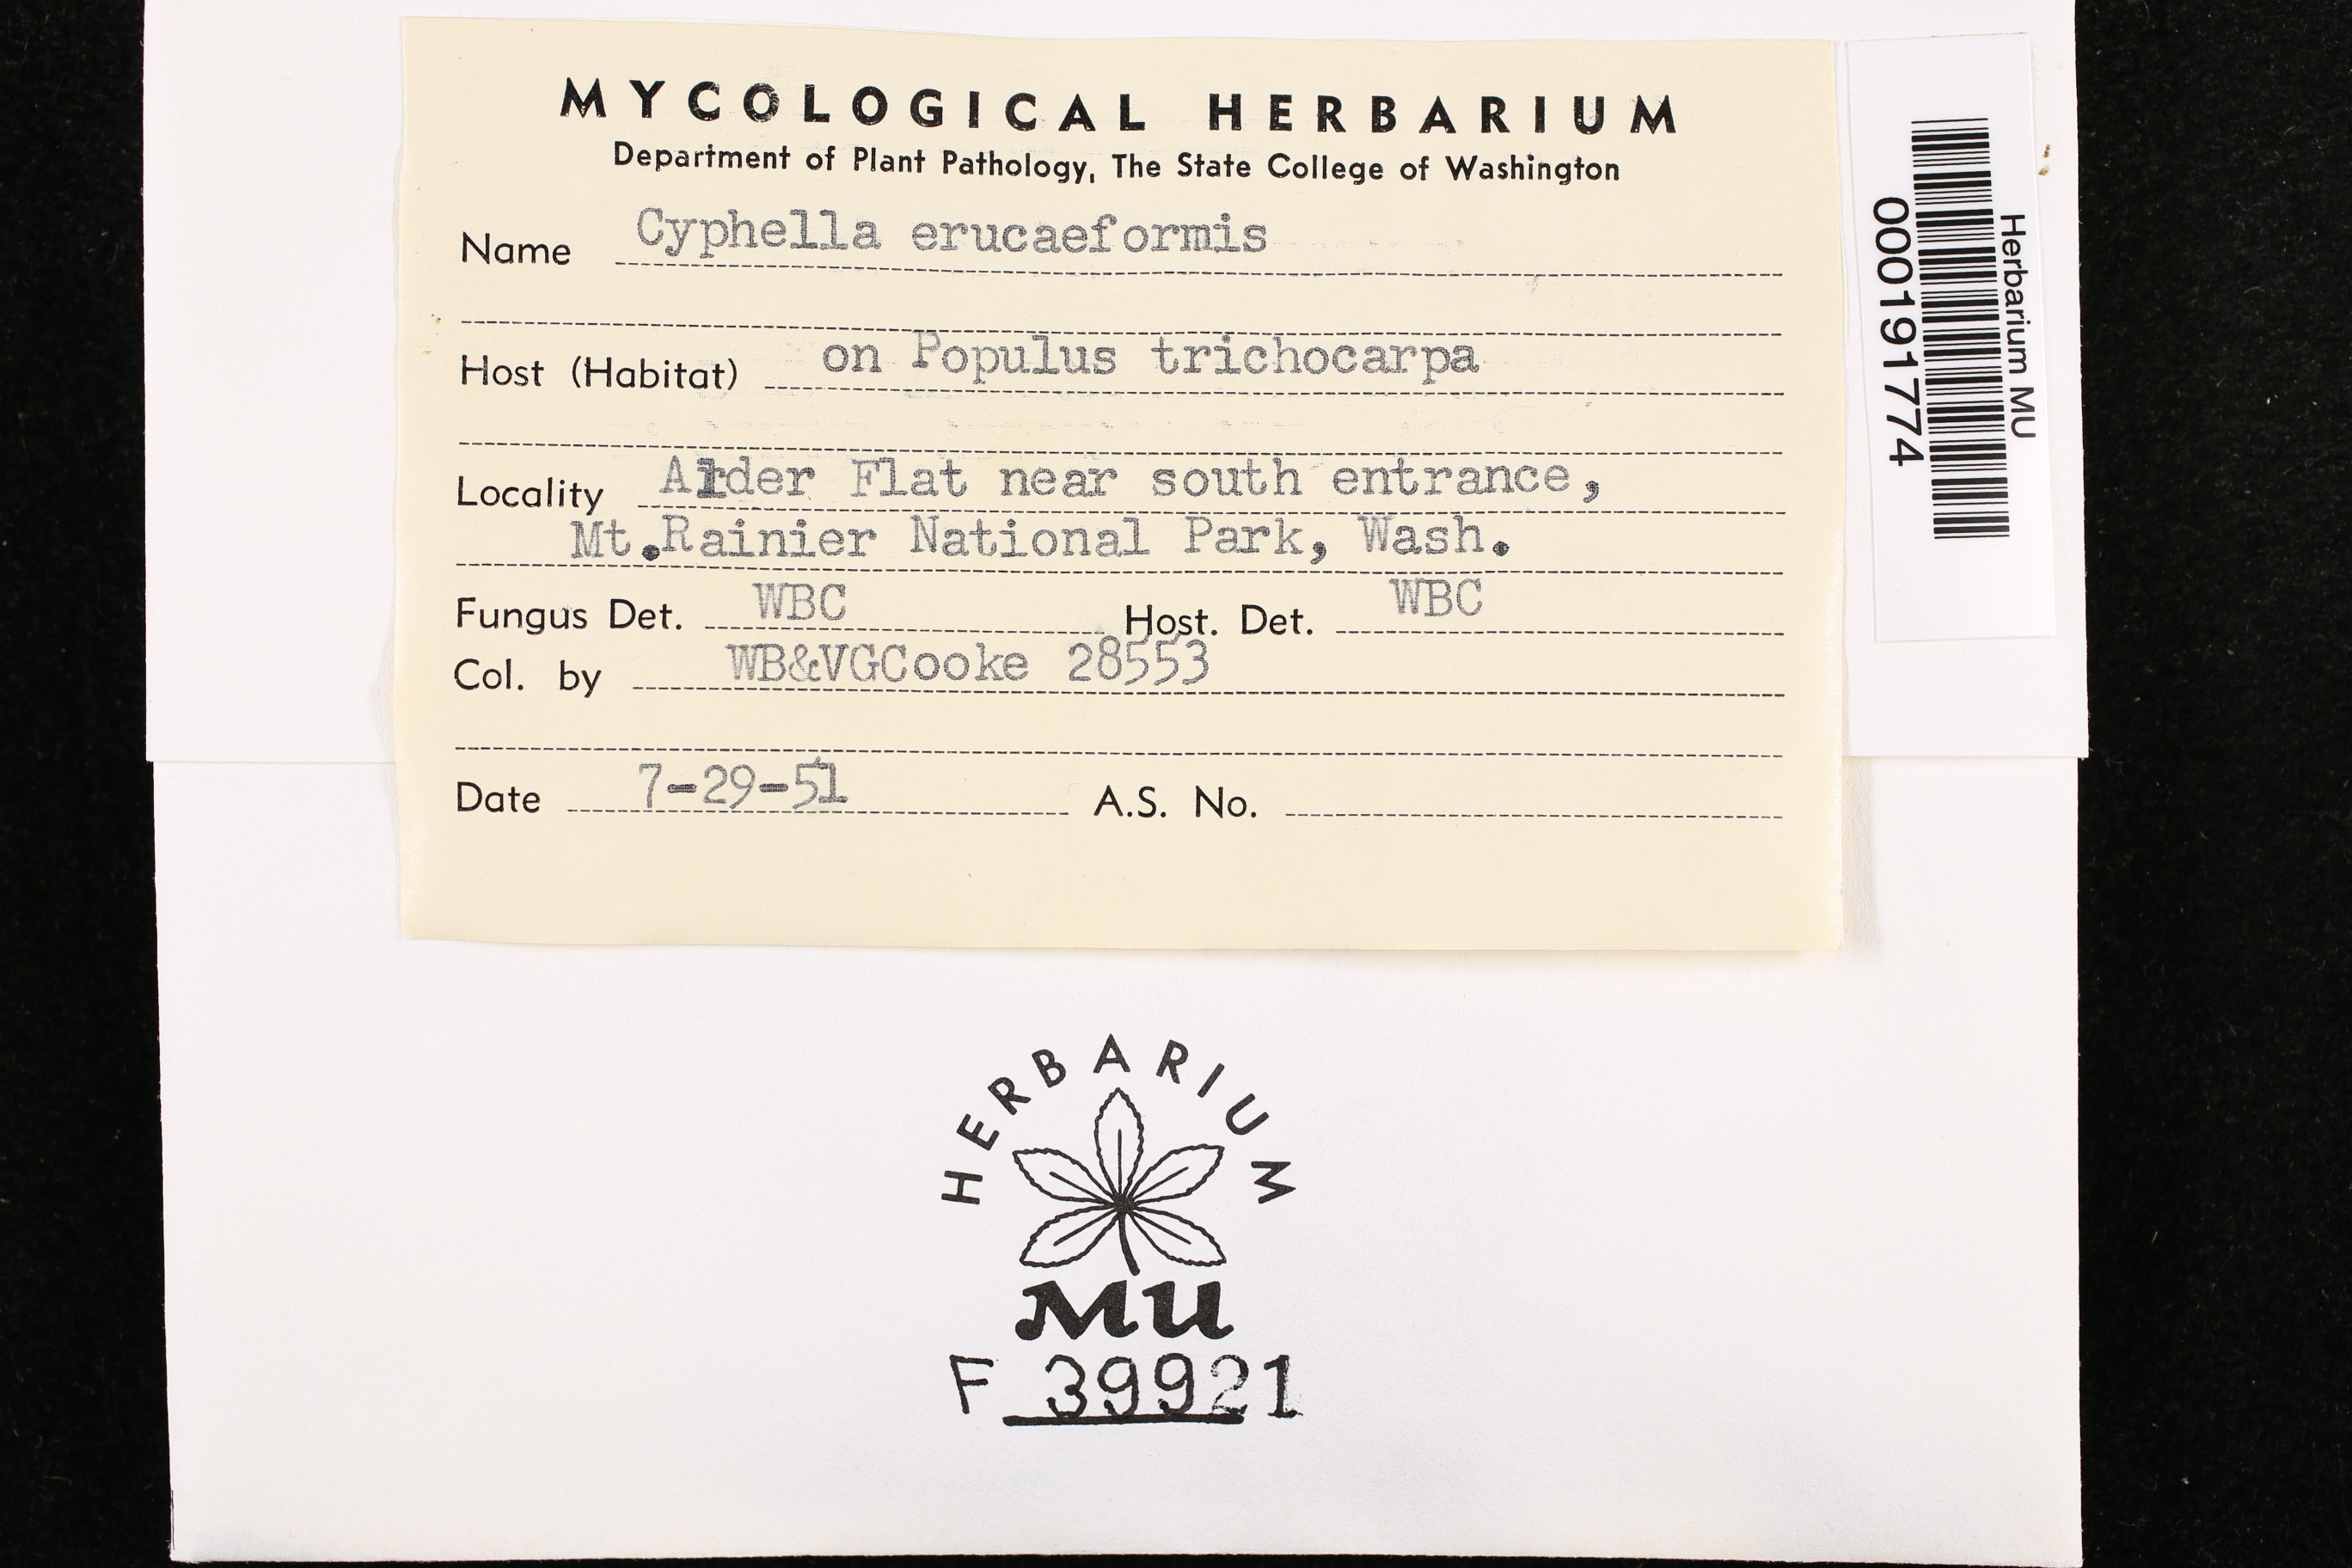 MYCOLOGICAL HERBARIUM
Department of Plant Pathology, The State College of Washington
Name Cyphella erucaeformis
Host (Habitat) on Populus trichocarpa
Locality Alder Flat near south entrance,
Mt.Rainier National Park, Wash.
Fungus Det. WBC Host. Det. WBC
Col. by WB&VGCooke 28553
Date 7-29-51 A.S. No.
Herbarium MU
000191774
HERBARIUM
MU
F 39921